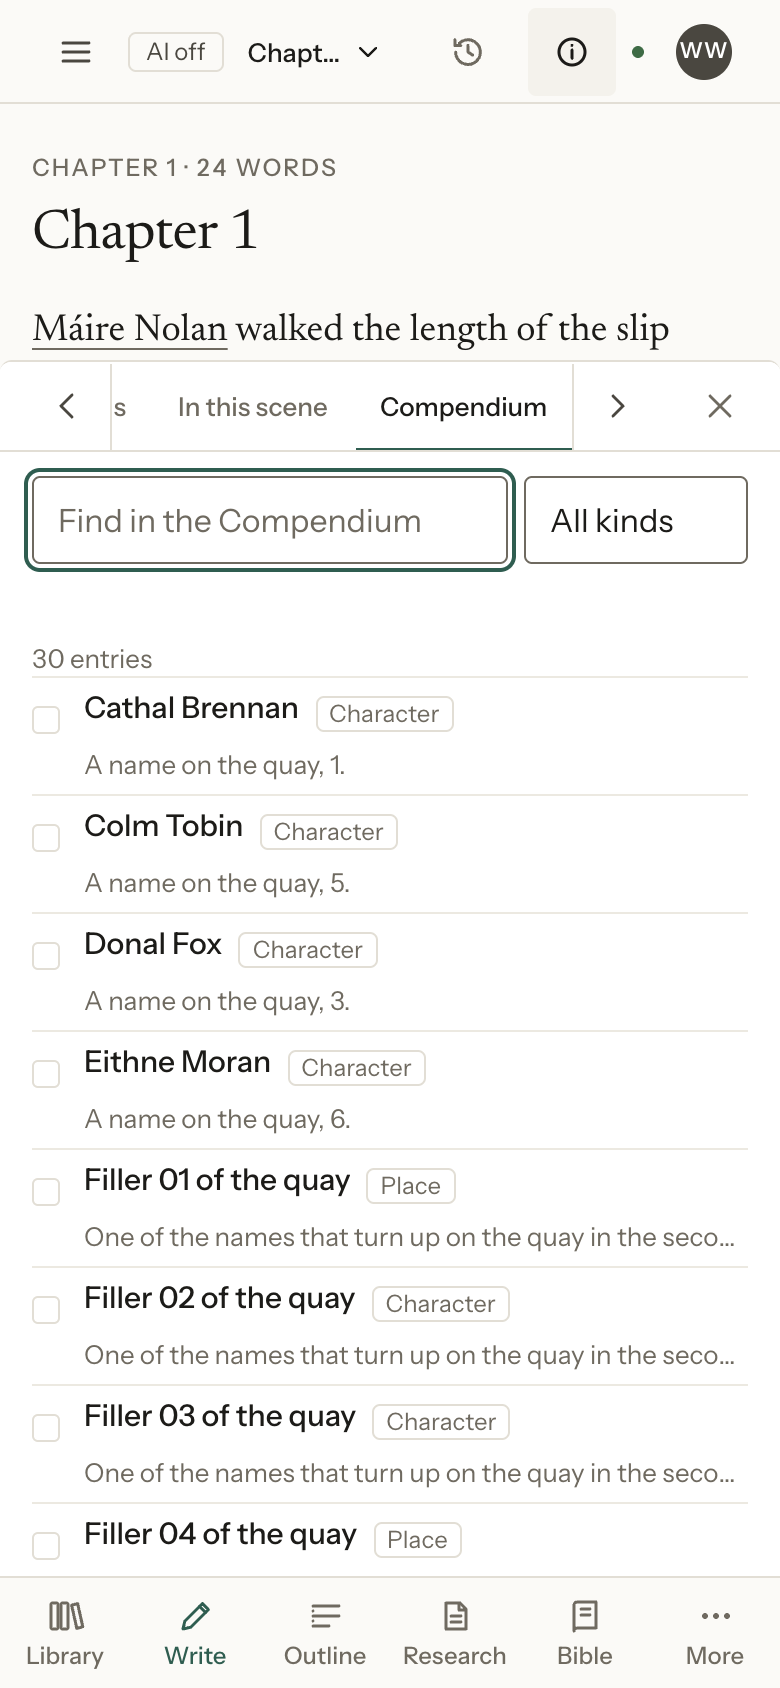 AI off Chapt... WW
CHAPTER 1 · 24 WORDS
Chapter 1
Máire Nolan walked the length of the slip
s In this scene Compendium
Find in the Compendium All kinds
30 entries
Cathal Brennan Character
A name on the quay, 1.
Colm Tobin Character
A name on the quay, 5.
Donal Fox Character
A name on the quay, 3.
Eithne Moran Character
A name on the quay, 6.
Filler 01 of the quay Place
One of the names that turn up on the quay in the seco...
Filler 02 of the quay Character
One of the names that turn up on the quay in the seco...
Filler 03 of the quay Character
One of the names that turn up on the quay in the seco...
Filler 04 of the quay Place
Library Write Outline Research Bible More